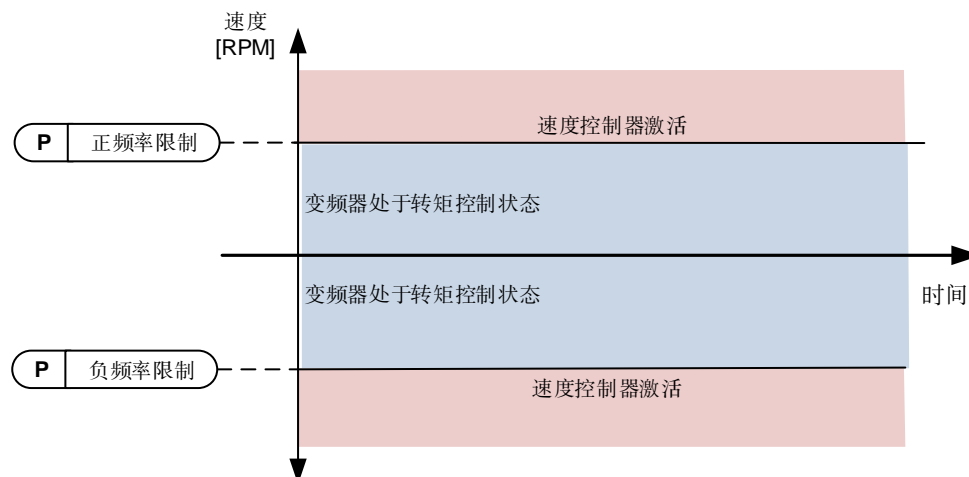 速度
[RPM]
速度控制器激活
P 正频率限制
变频器处于转矩控制状态
变频器处于转矩控制状态
时间
P 负频率限制
速度控制器激活